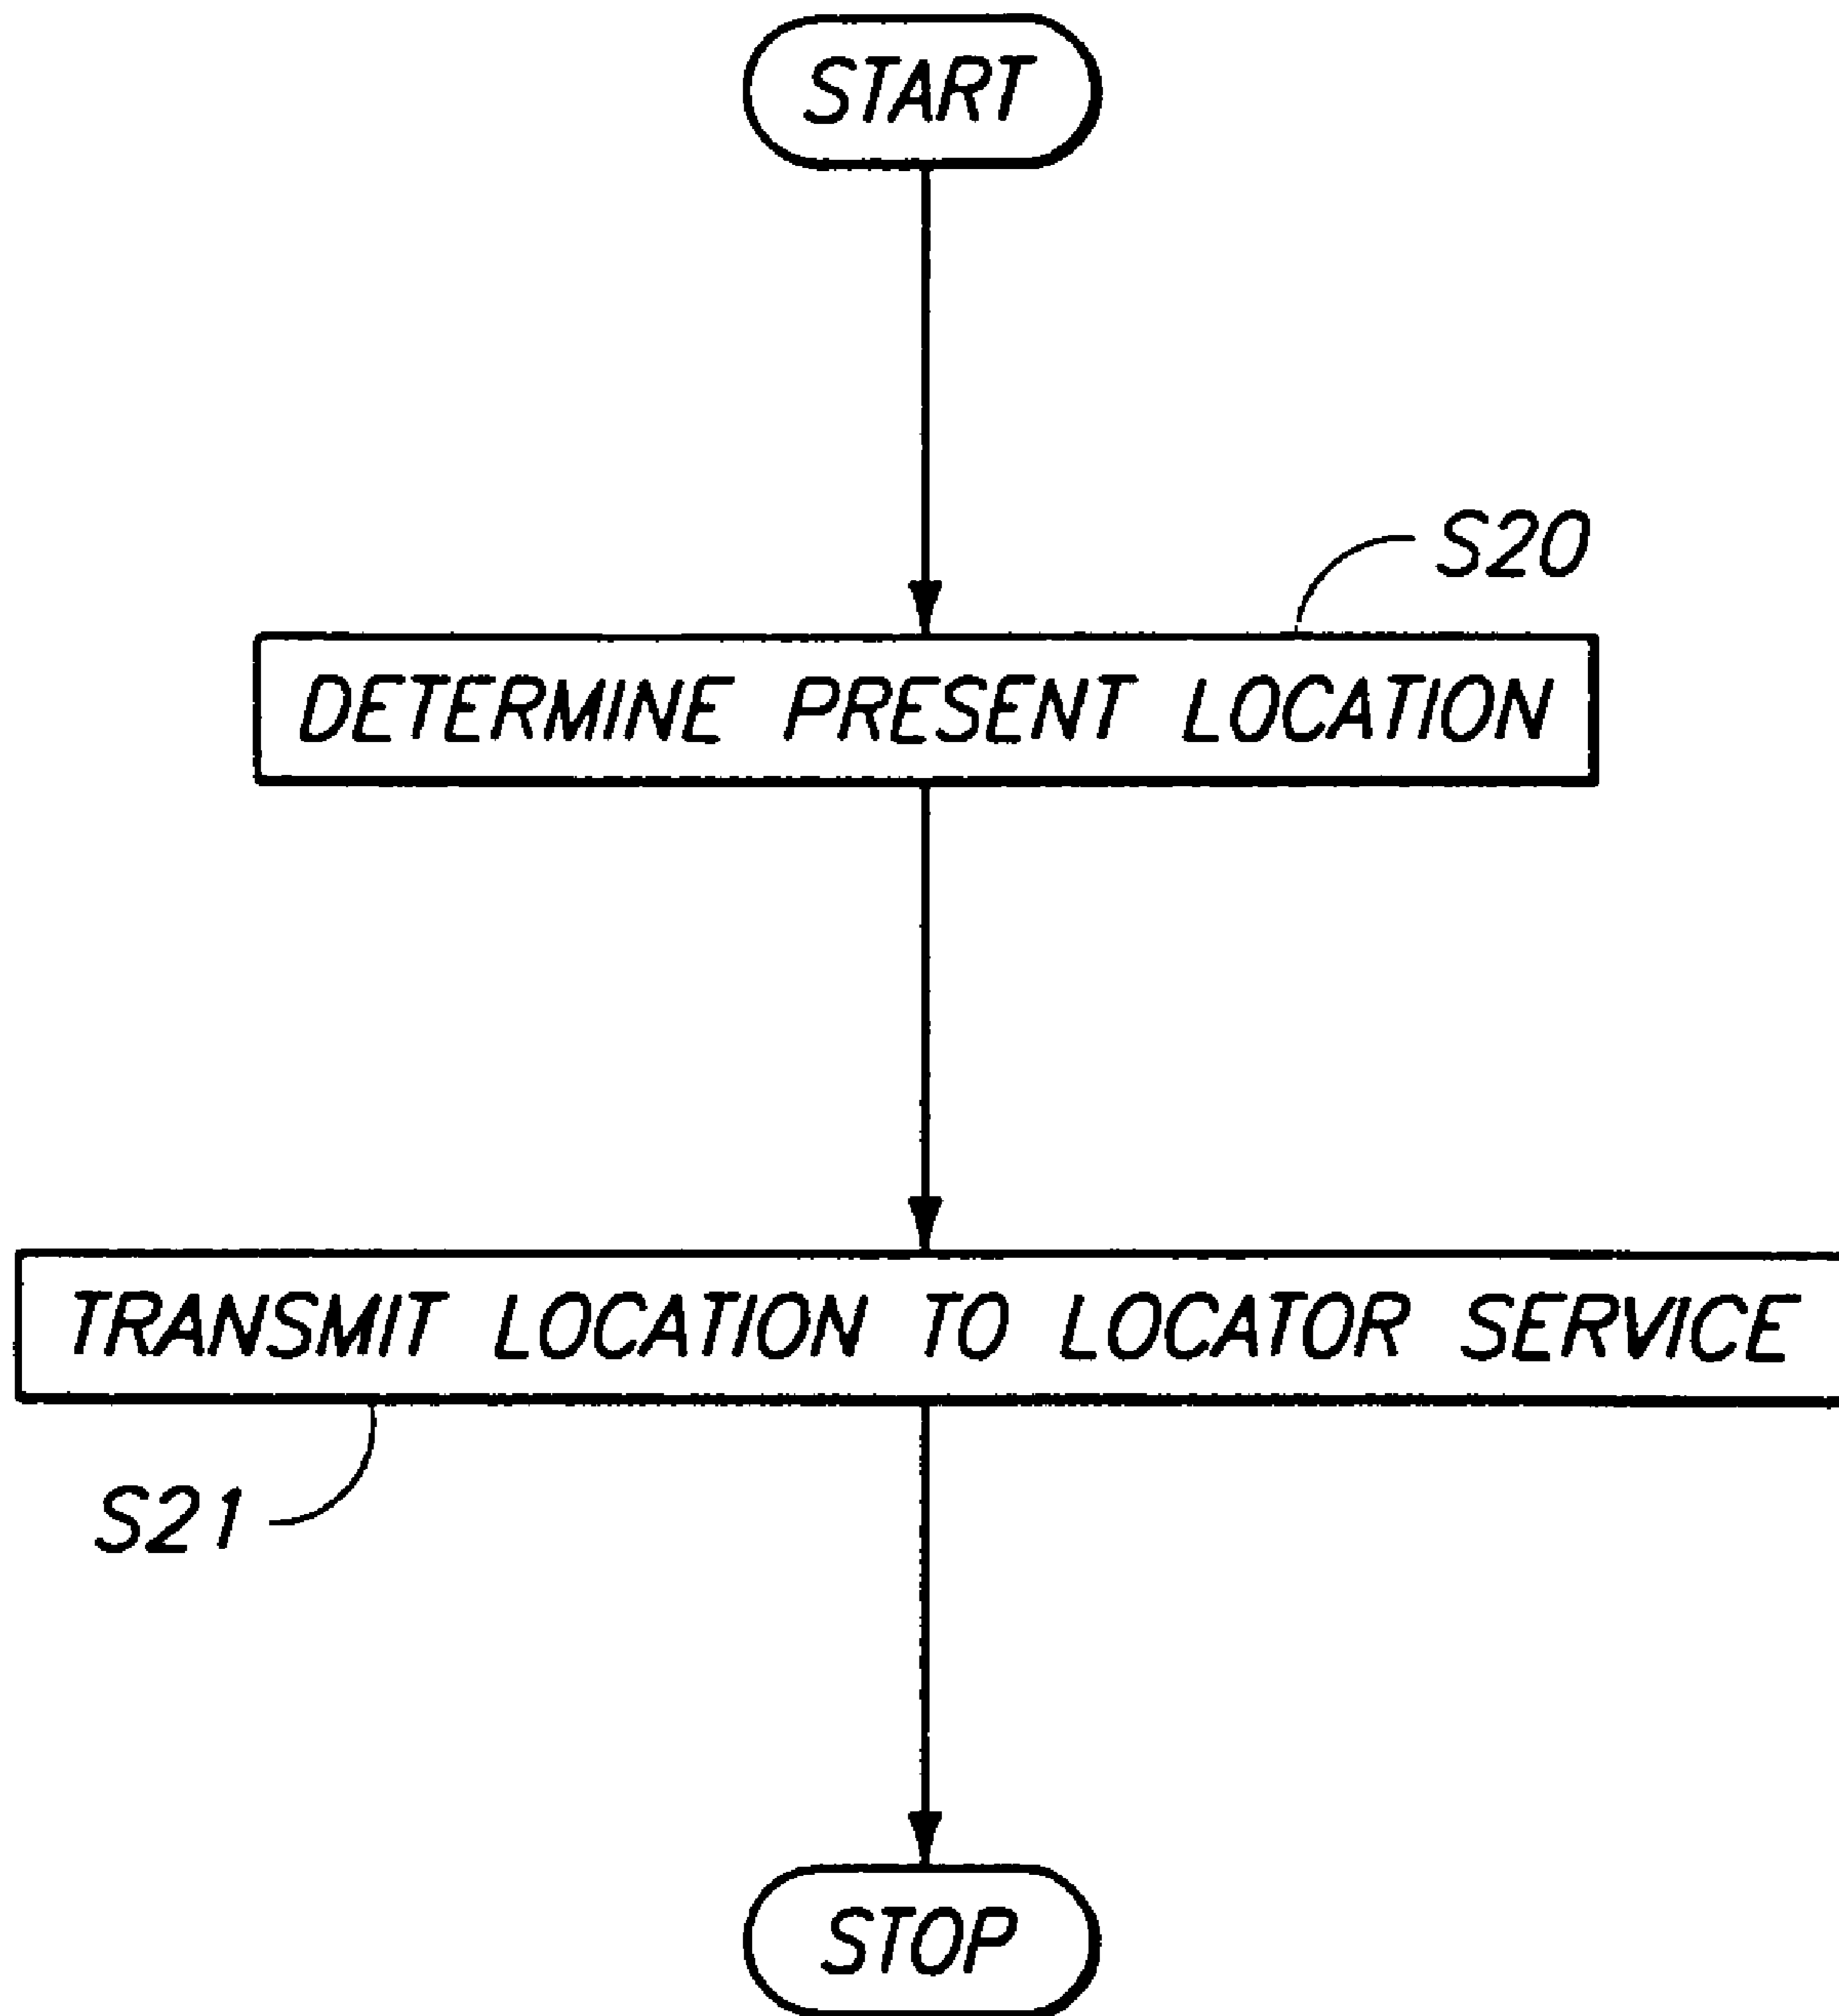 START
S20
DETERMINE PRESENT LOCATION
TRANSMIT LOCATION TO LOCATOR SERVICE
S21
STOP